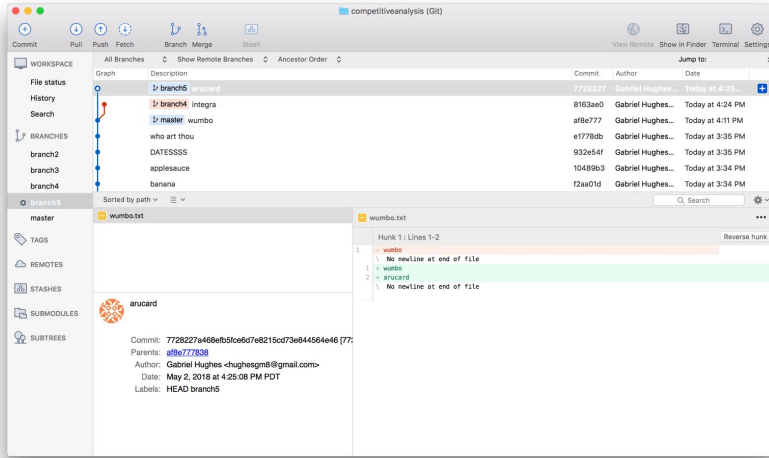 competitiveanalysis (Git)
Commit Pull Push Fetch Branch Merge Stash View Remote Show in Finder Terminal Settings
WORKSPACE
File status
History
Search
BRANCHES
branch2
branch3
branch4
branch5
master
TAGS
REMOTES
STASHES
SUBMODULES
SUBTREES
All Branches Show Remote Branches Ancestor Order Jump to:
Graph Description Commit Author Date
branch5 arucard 7728227 Gabriel Hughes... Today at 4:25...
branch4 integra 8163ae0 Gabriel Hughes... Today at 4:24 PM
master wumbo af8e777 Gabriel Hughes... Today at 4:11 PM
who art thou e1778db Gabriel Hughes... Today at 3:35 PM
DATESSSS 932e54f Gabriel Hughes... Today at 3:35 PM
applesauce 10489b3 Gabriel Hughes... Today at 3:34 PM
banana f2aa01d Gabriel Hughes... Today at 3:34 PM
Sorted by path Search
wumbo.txt
arucard
Commit: 7728227a468efb5fce6d7e8215cd73e844564e46 [77
Parents: af8e777838
Author: Gabriel Hughes <hughesgm8@gmail.com>
Date: May 2, 2018 at 4:25:08 PM PDT
Labels: HEAD branch5
wumbo.txt
Hunk 1 : Lines 1-2 Reverse hunk
1 - wumbo
\ No newline at end of file
1 + wumbo
2 + arucard
\ No newline at end of file